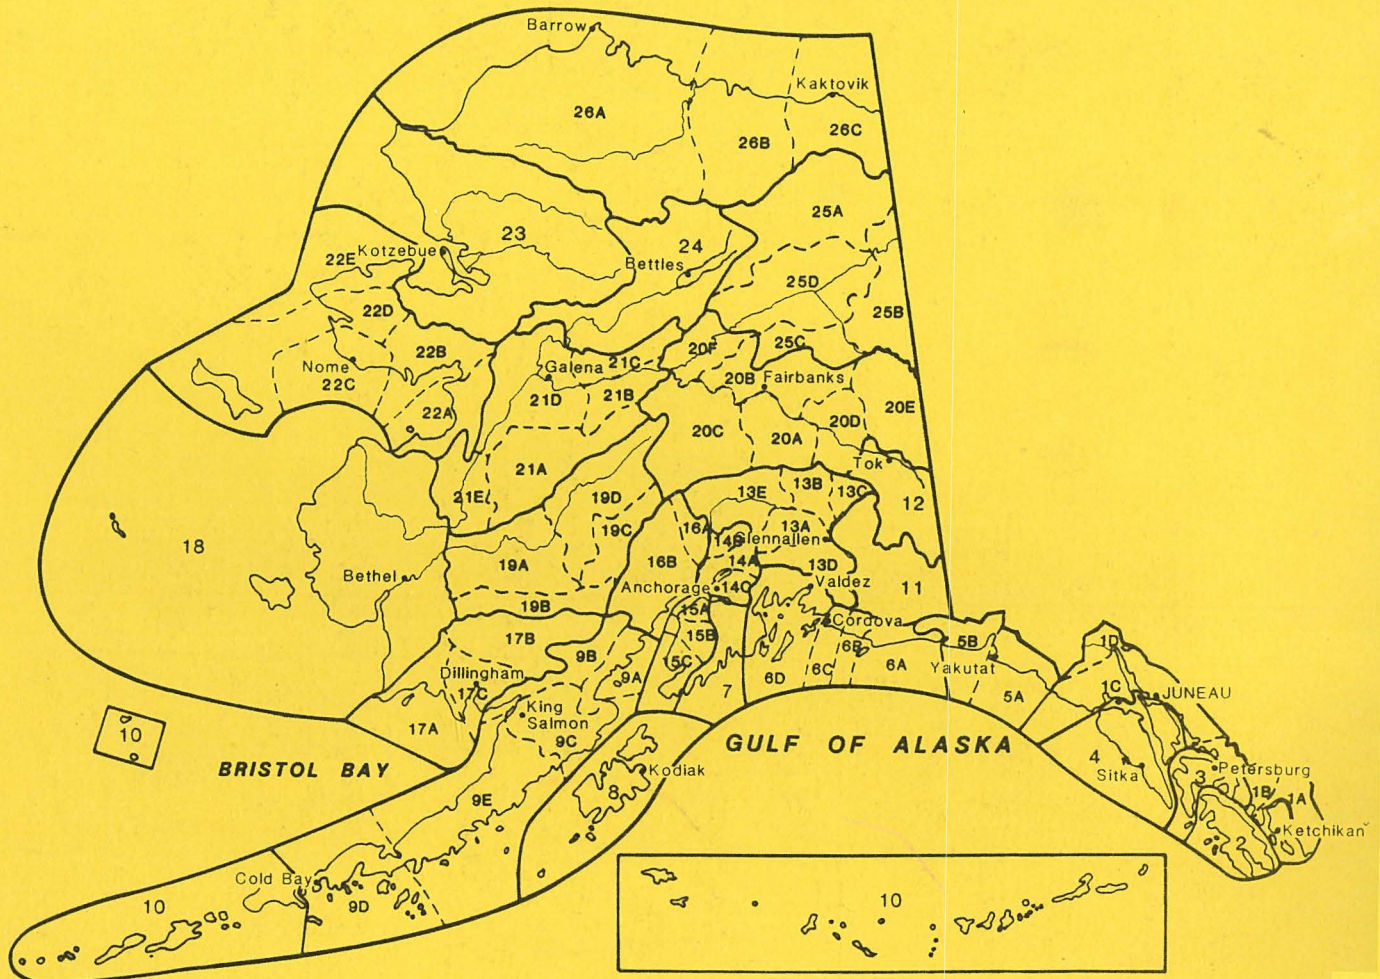 Barrow
Kaktovik
26A
26B
26C
25A
23
24
22E
Kotzebue
Bettles
25D
22D
25B
22B
20F
25C
Nome
22C
Galena
21C
20B
Fairbanks
21D
21B
22A
20D
20E
20C
20A
21A
Tok
21E
19D
13E
13B
13C
12
18
19C
16A
13A
14B
Glennallen
19A
16B
14A
13D
Bethel
Anchorage
14C
Valdez
11
19B
15A
Cordova
17B
15B
6B
5B
1D
9B
15C
6A
Yakutat
Dillingham
9A
6D
6C
1C
17C
7
5A
JUNEAU
King
Salmon
17A
9C
10
GULF OF ALASKA
BRISTOL BAY
4
Sitka
3
Petersburg
Kodiak
8
1B
1A
9E
Ketchikan
2
Cold Bay
10
9D
10